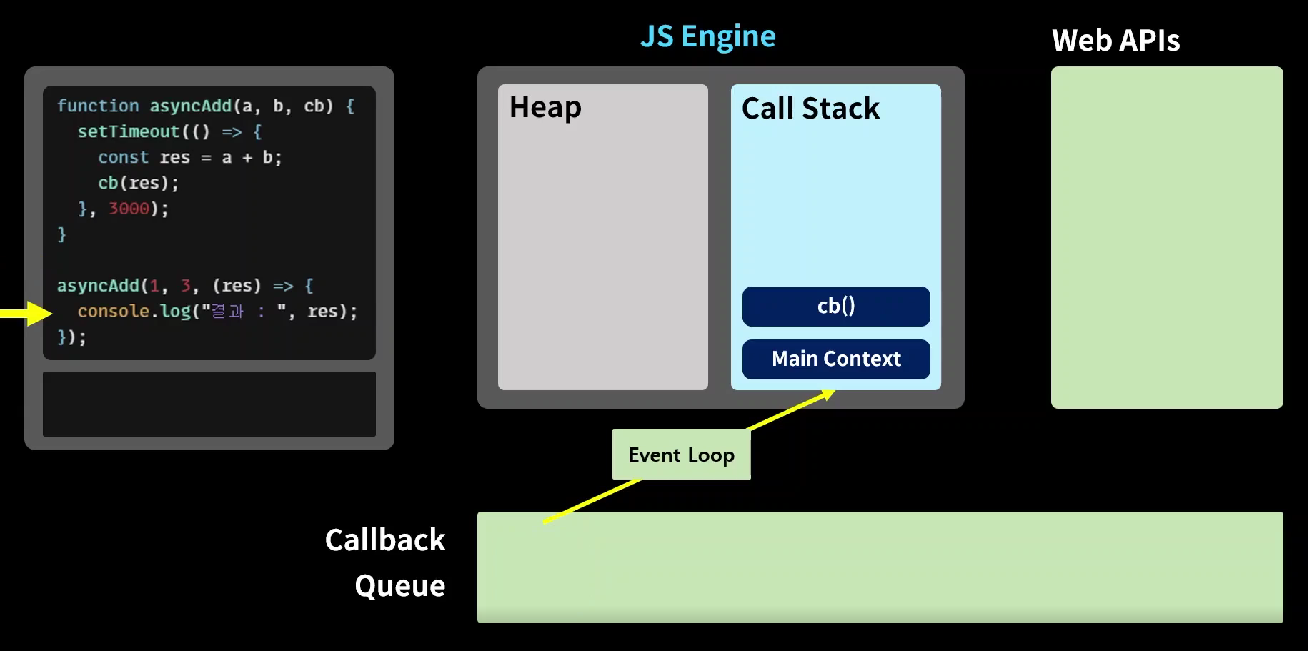 JS Engine
Web APIs
function asyncAdd(a, b, cb) {
  setTimeout(() => {
    const res = a + b;
    cb(res);
  }, 3000);
}
asyncAdd(1, 3, (res) => {
  console.log("결과 : ", res);
});
Heap
Call Stack
cb()
Main Context
Event Loop
Callback
Queue